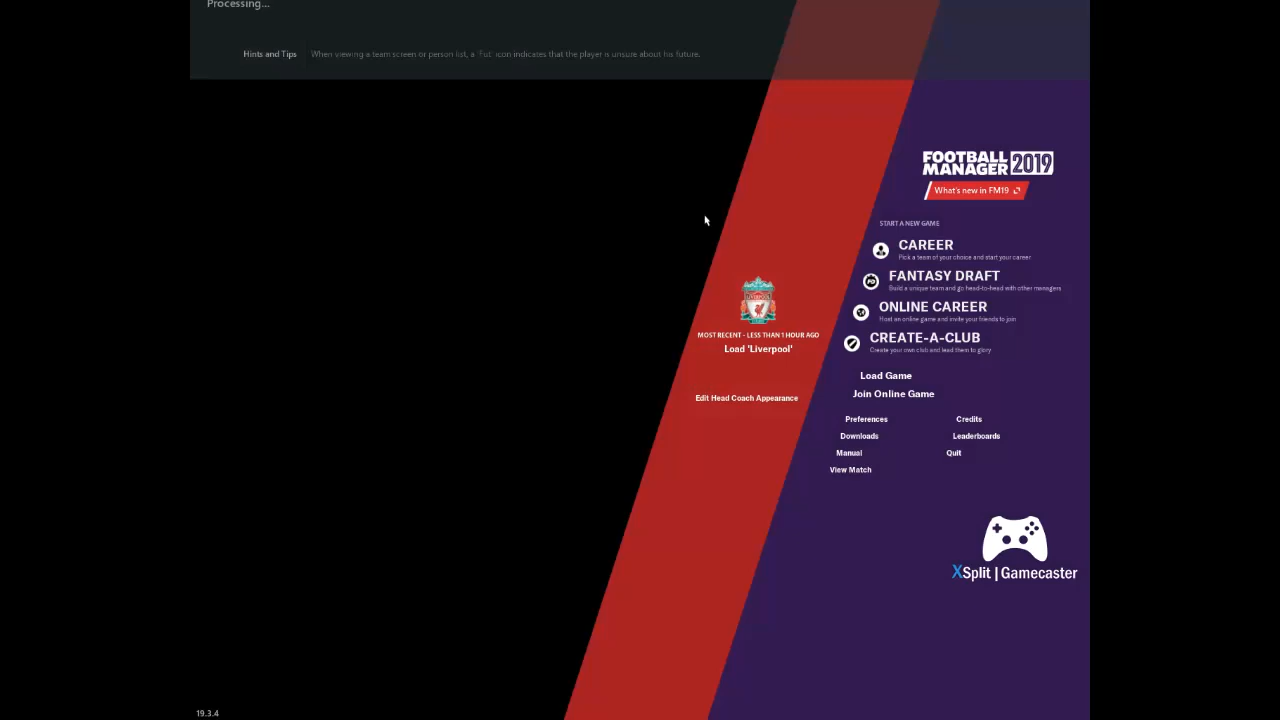 Processing...
Hints and Tips When viewing a team screen or person list, a 'Fut' icon indicates that the player is unsure about his future.
FOOTBALL MANAGER 2019
What's new in FM19
START A NEW GAME
CAREER
Pick a team of your choice and start your career
FD
FANTASY DRAFT
Build a unique team and go head-to-head with other managers
ONLINE CAREER
Host an online game and invite your friends to join
CREATE-A-CLUB
Create your own club and lead them to glory
LIVERPOOL
MOST RECENT - LESS THAN 1 HOUR AGO
Load 'Liverpool'
Edit Head Coach Appearance
Load Game
Join Online Game
Preferences Credits
Downloads Leaderboards
Manual Quit
View Match
XSplit | Gamecaster
19.3.4